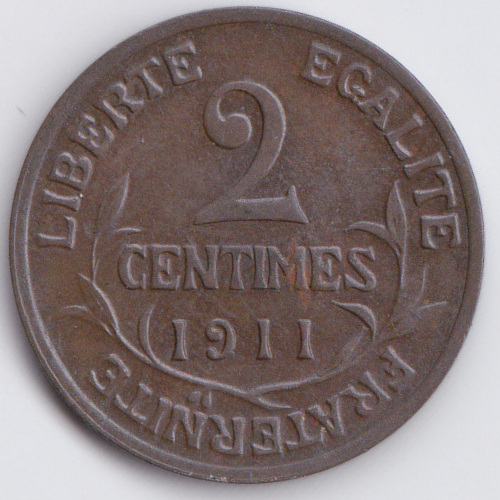 LIBERTE EGALITE
2
CENTIMES
1911
FRATERNITE